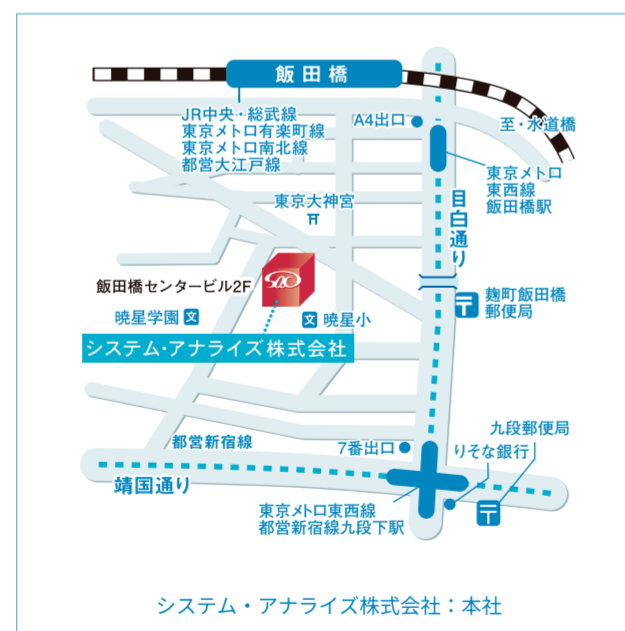 飯田橋
JR中央・総武線
東京メトロ有楽町線
東京メトロ南北線
都営大江戸線
A4出口
至・水道橋
東京メトロ
東西線
飯田橋駅
東京大神宮
目白通り
飯田橋センタービル2F
麹町飯田橋
郵便局
暁星学園
文
文
暁星小
システム・アナライズ株式会社
都営新宿線
7番出口
九段郵便局
りそな銀行
靖国通り
東京メトロ東西線
都営新宿線九段下駅
システム・アナライズ株式会社：本社